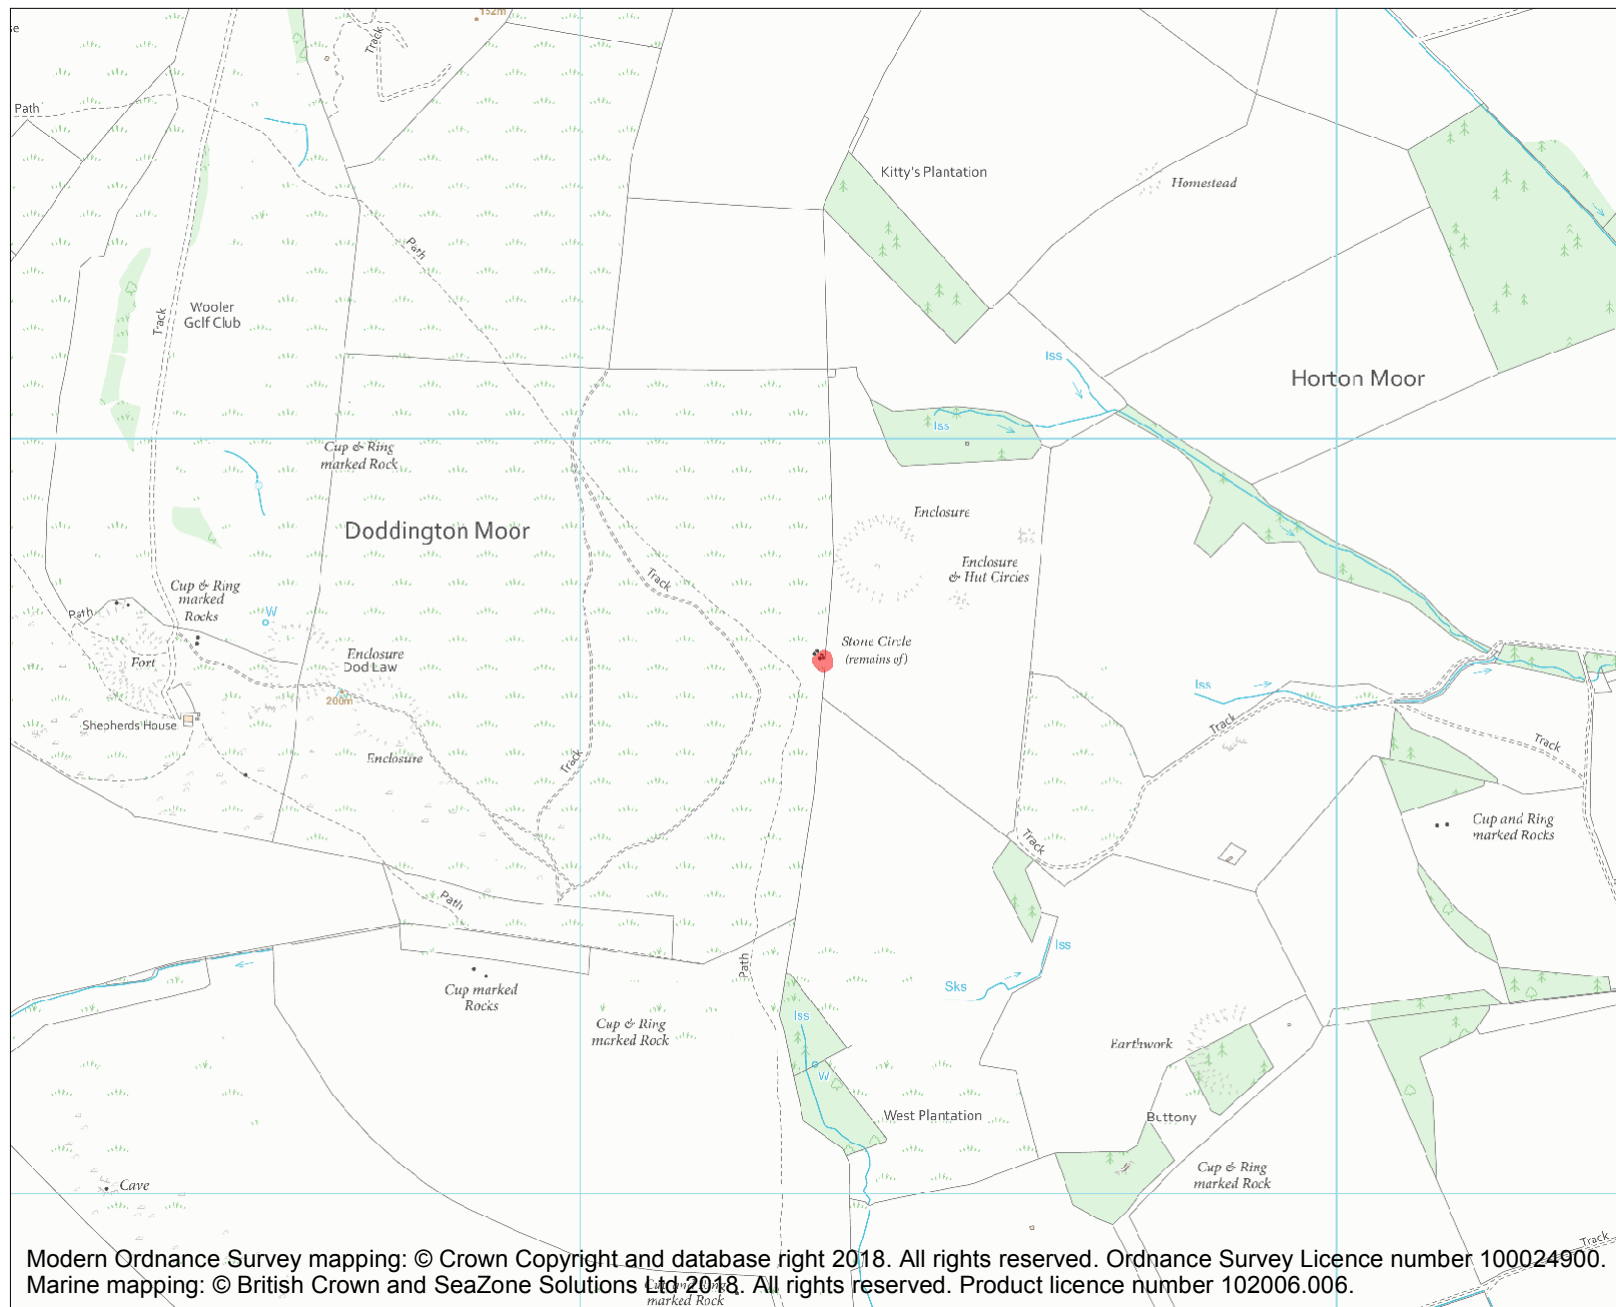 152m
se
Track
Path
Kitty's Plantation
Homestead
Path
Wooler
Golf Club
Track
Iss
Horton Moor
Iss
Cup & Ring
marked Rock
Enclosure
Doddington Moor
Enclosure
& Hut Circles
Track
Cup & Ring
marked
Rocks
Path
W
Stone Circle
(remains of)
Enclosure
Dod Law
Fort
200m
Iss
Shepherds House
Track
Track
Enclosure
Track
Cup and Ring
marked Rocks
Track
Path
Iss
Path
Sks
Cup marked
Rocks
Iss
Cup & Ring
marked Rock
Earthwork
W
West Plantation
Buttony
Cup & Ring
marked Rock
Cave
Track
Modern Ordnance Survey mapping: © Crown Copyright and database right 2018. All rights reserved. Ordnance Survey Licence number 100024900.
Marine mapping: © British Crown and SeaZone Solutions Ltd 2018. All rights reserved. Product licence number 102006.006.
marked Rock